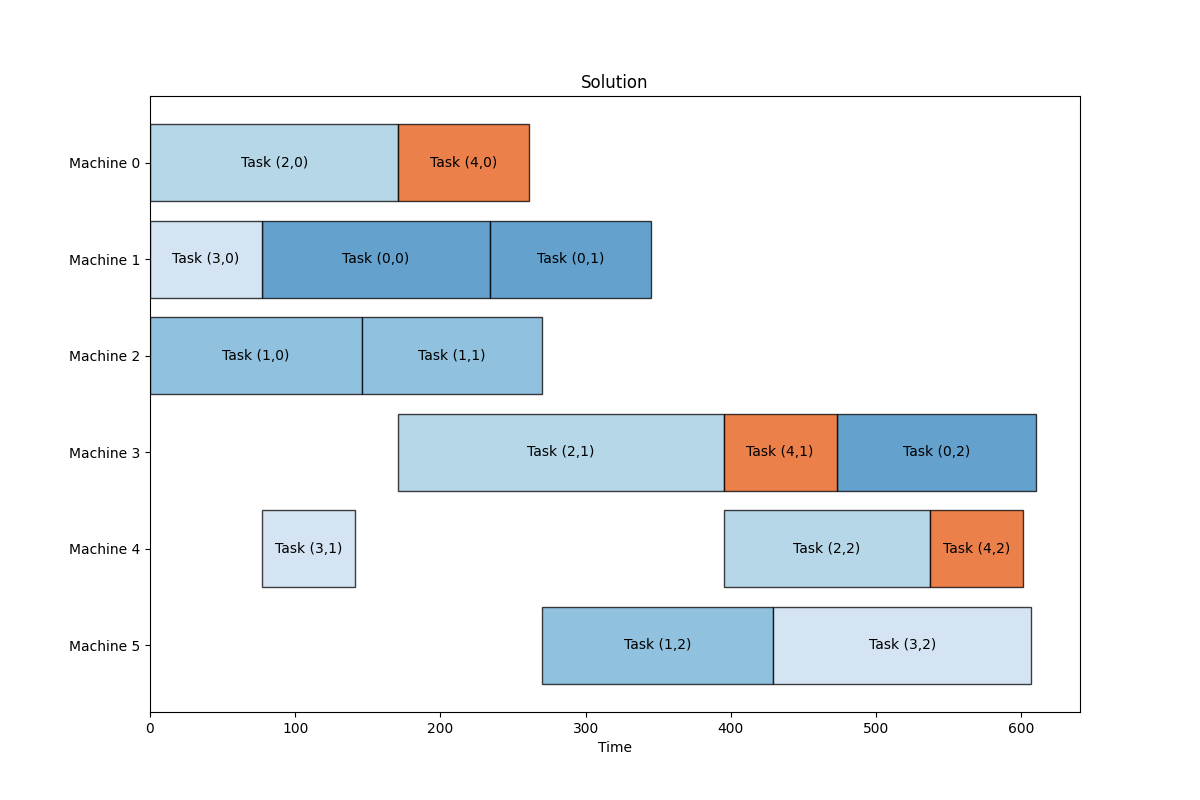 Solution
Machine 0
Task (2,0)
Task (4,0)
Machine 1
Task (3,0)
Task (0,0)
Task (0,1)
Machine 2
Task (1,0)
Task (1,1)
Machine 3
Task (2,1)
Task (4,1)
Task (0,2)
Machine 4
Task (3,1)
Task (2,2)
Task (4,2)
Machine 5
Task (1,2)
Task (3,2)
0 100 200 300 400 500 600
Time